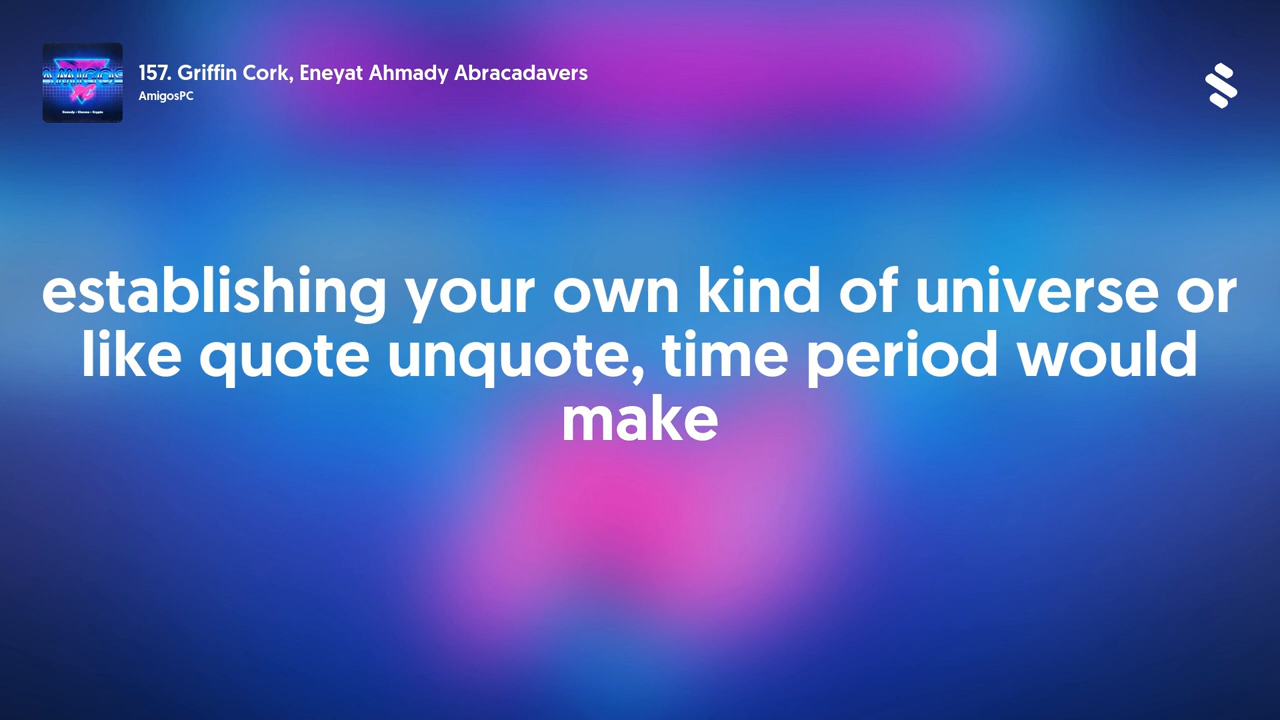 157. Griffin Cork, Eneyat Ahmady Abracadavers
AmigosPC
establishing your own kind of universe or
like quote unquote, time period would
make